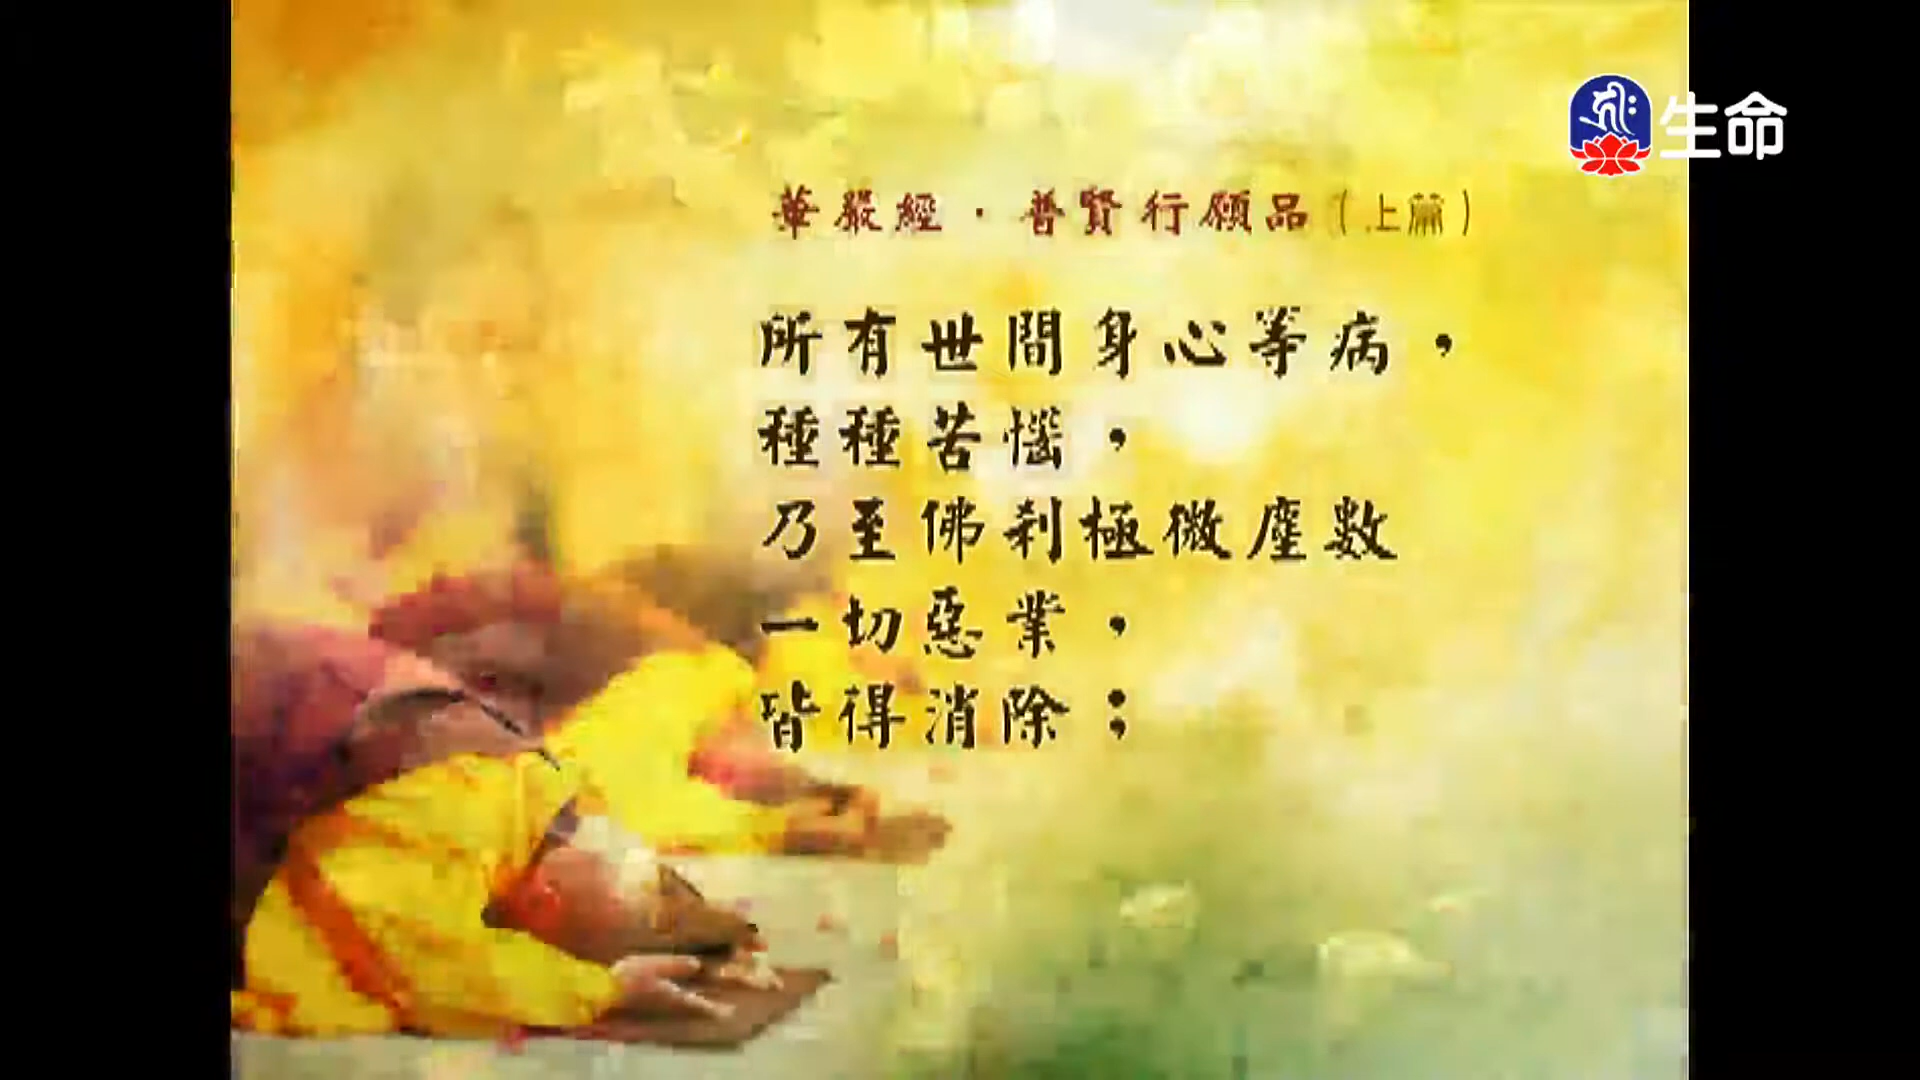 生命
華嚴經·普賢行願品(上篇)
所有世間身心等病，
種種苦惱，
乃至佛剎極微塵數
一切惡業，
皆得消除；